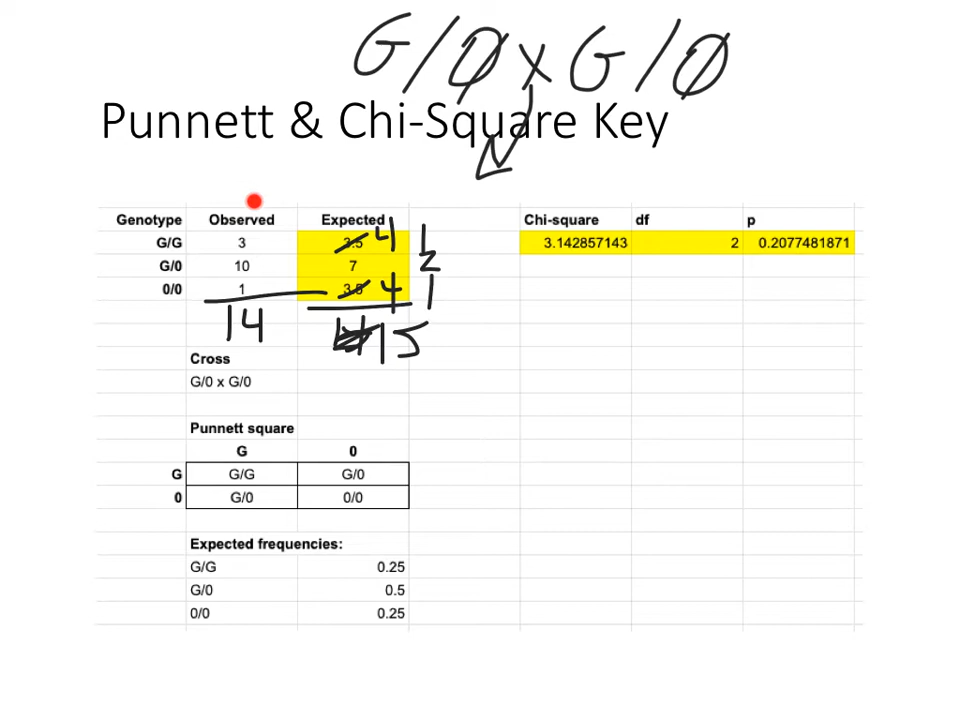 G/0 x G/0
Punnett & Chi-Square Key
Genotype Observed Expected Chi-square df p
G/G 3 3.5 4 1 3.142857143 2 0.2077481871
G/0 10 7 2
0/0 1 3.5 4 1
14 15
Cross
G/0 x G/0
Punnett square
G 0
G G/G G/0
0 G/0 0/0
Expected frequencies:
G/G 0.25
G/0 0.5
0/0 0.25